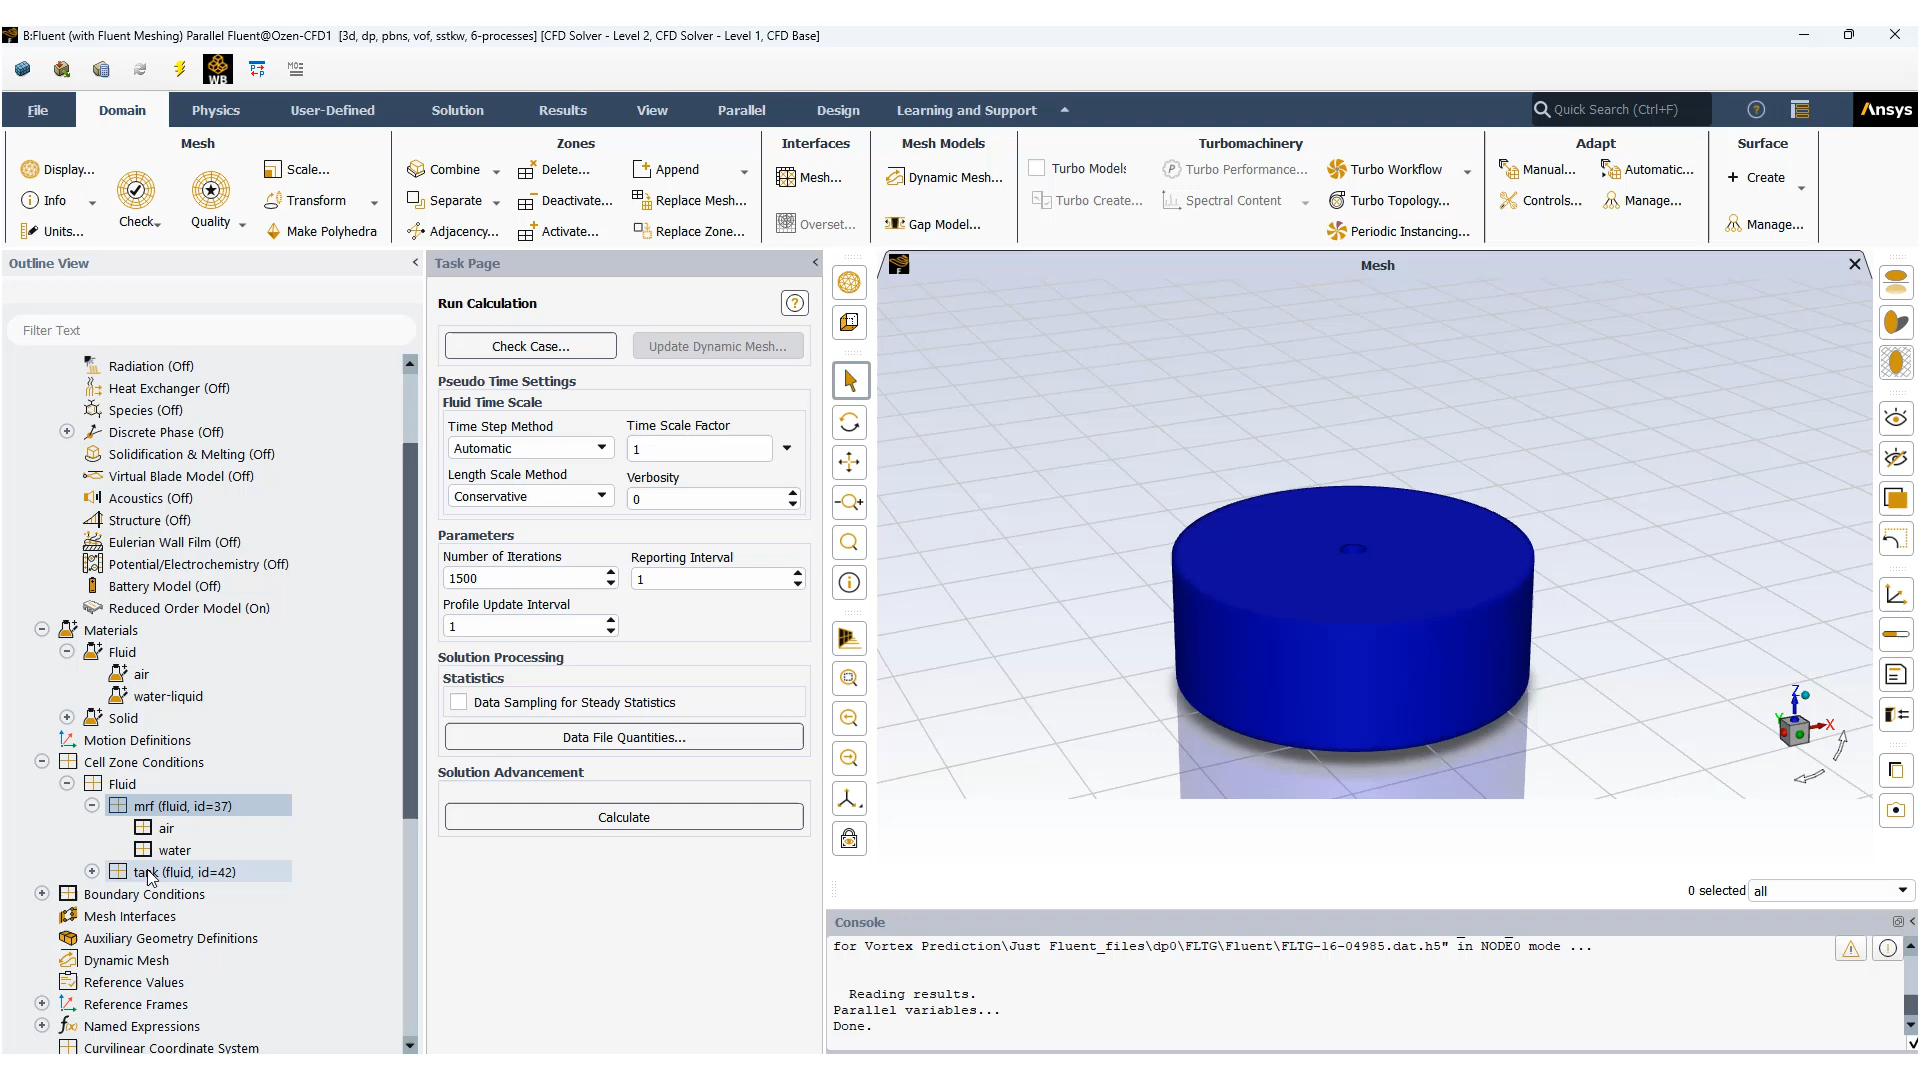 B:Fluent (with Fluent Meshing) Parallel Fluent@Ozen-CFD1 [3d, dp, pbns, vof, sstkw, 6-processes] [CFD Solver - Level 2, CFD Solver - Level 1, CFD Base]
WB
File Domain Physics User-Defined Solution Results View Parallel Design Learning and Support Quick Search (Ctrl+F) Ansys
Mesh Zones Interfaces Mesh Models Turbomachinery Adapt Surface
Display... Check Quality Scale... Combine Delete... Append Mesh... Dynamic Mesh... Turbo Models Turbo Performance... Turbo Workflow Manual... Automatic... Create
Info Transform Separate Deactivate... Replace Mesh... Turbo Create... Spectral Content Turbo Topology... Controls... Manage...
Units... Make Polyhedra Adjacency... Activate... Replace Zone... Overset... Gap Model... Periodic Instancing... Manage...
Outline View
Filter Text
Radiation (Off)
Heat Exchanger (Off)
Species (Off)
Discrete Phase (Off)
Solidification & Melting (Off)
Virtual Blade Model (Off)
Acoustics (Off)
Structure (Off)
Eulerian Wall Film (Off)
Potential/Electrochemistry (Off)
Battery Model (Off)
Reduced Order Model (On)
Materials
Fluid
air
water-liquid
Solid
Motion Definitions
Cell Zone Conditions
Fluid
mrf (fluid, id=37)
air
water
tank (fluid, id=42)
Boundary Conditions
Mesh Interfaces
Auxiliary Geometry Definitions
Dynamic Mesh
Reference Values
Reference Frames
Named Expressions
Curvilinear Coordinate System
Task Page
Run Calculation
Check Case... Update Dynamic Mesh...
Pseudo Time Settings
Fluid Time Scale
Time Step Method Time Scale Factor
Automatic 1
Length Scale Method Verbosity
Conservative 0
Parameters
Number of Iterations Reporting Interval
1500 1
Profile Update Interval
1
Solution Processing
Statistics
Data Sampling for Steady Statistics
Data File Quantities...
Solution Advancement
Calculate
Mesh
Z
Y
X
0 selected all
Console
for Vortex Prediction\Just Fluent_files\dp0\FLTG\Fluent\FLTG-16-04985.dat.h5" in NODE0 mode ...
Reading results.
Parallel variables...
Done.